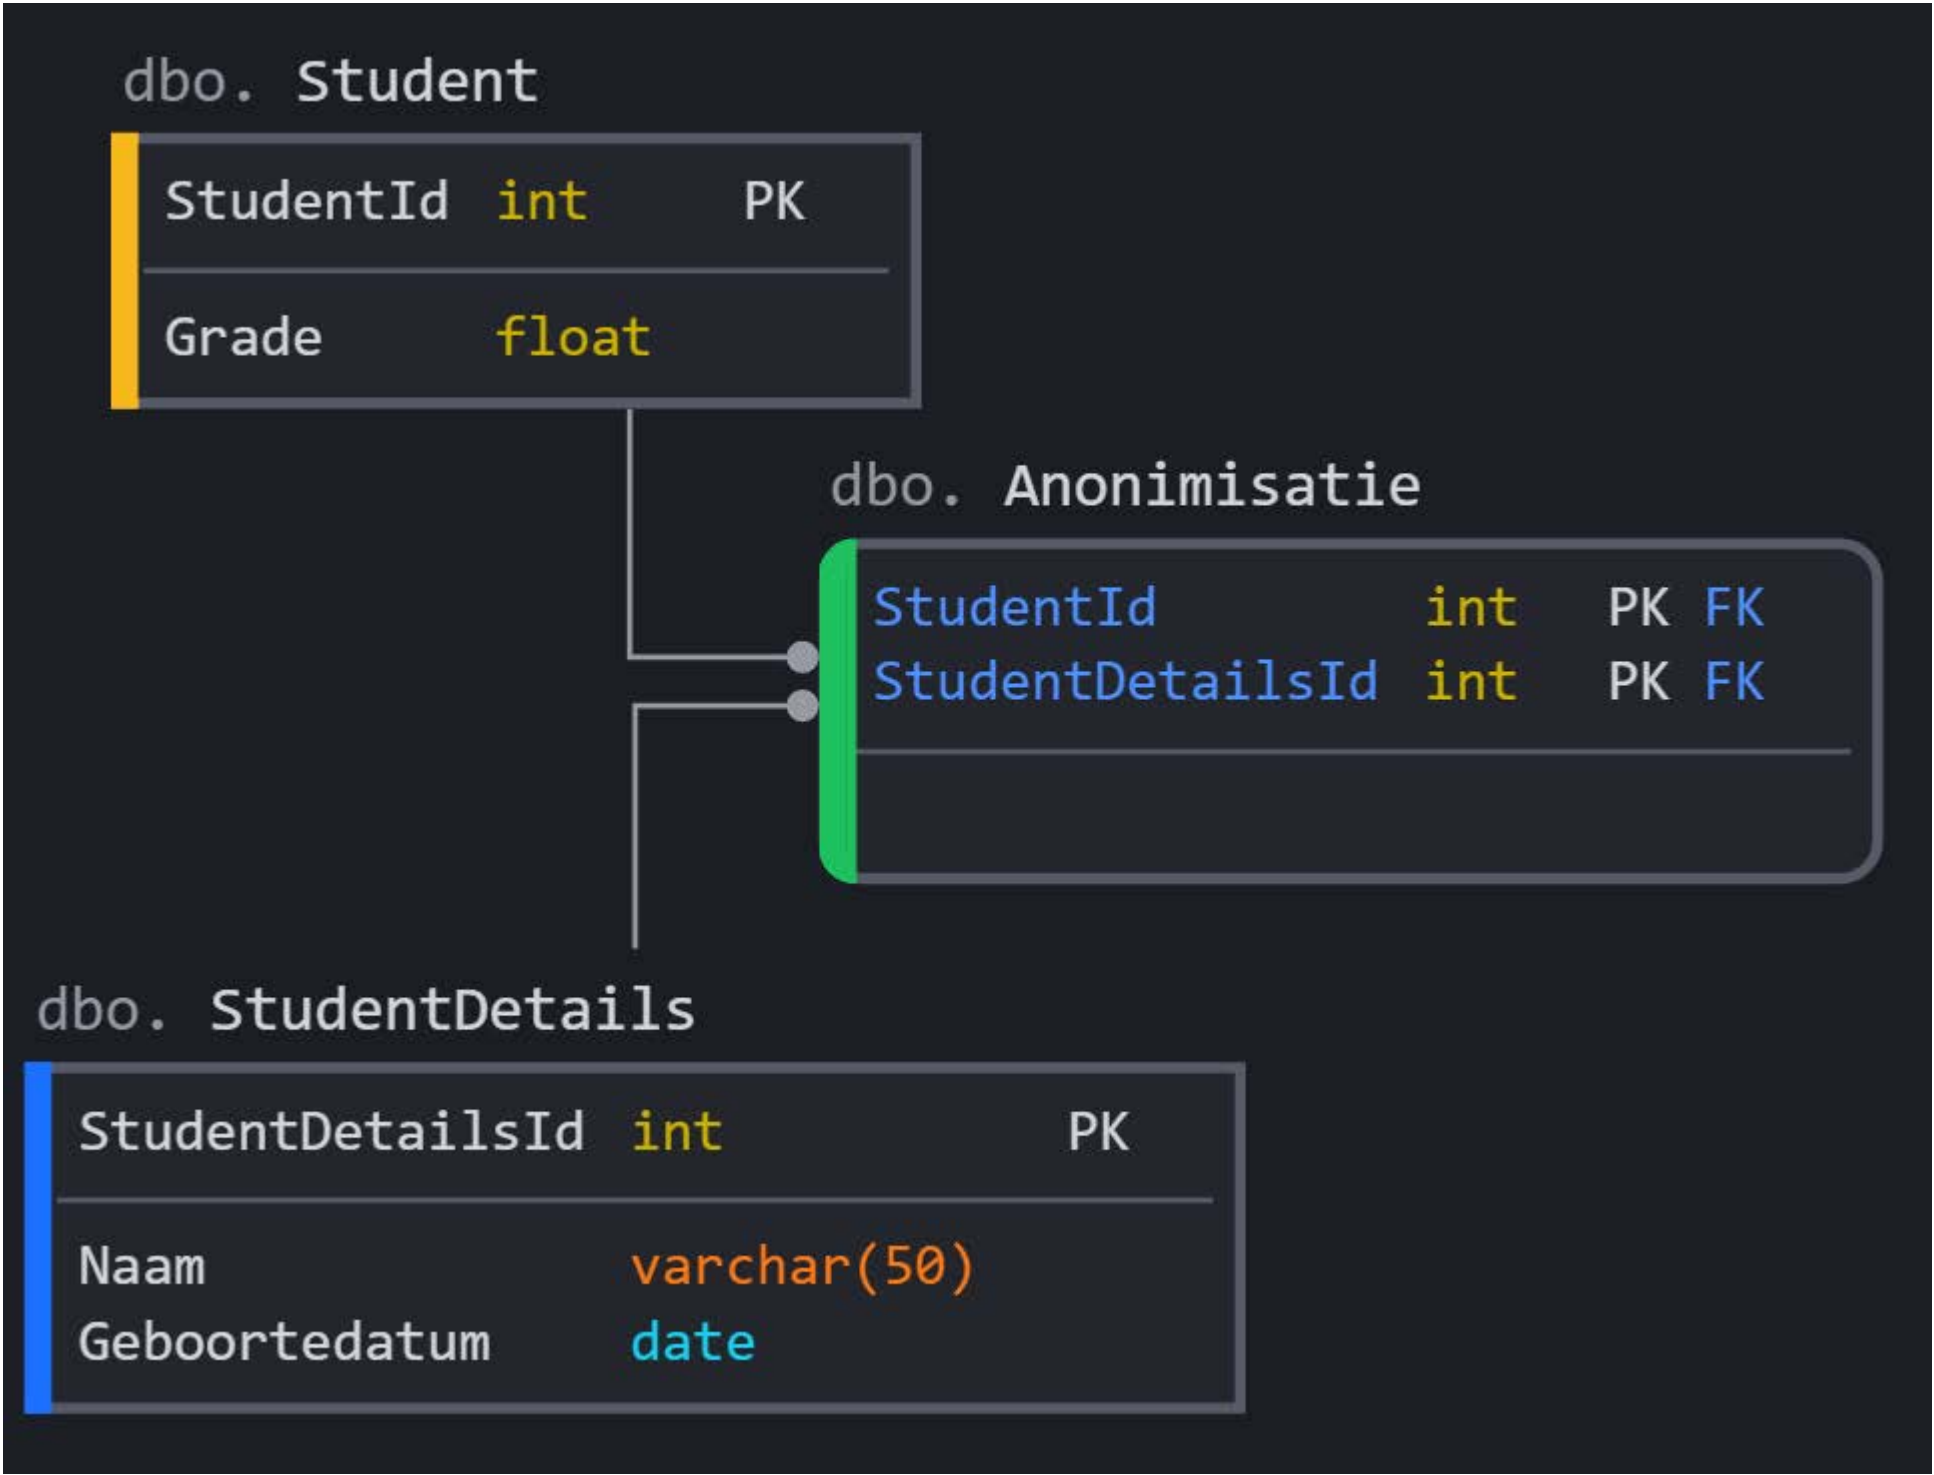 dbo. Student
StudentId int PK
Grade float
dbo. Anonimisatie
StudentId int PK FK
StudentDetailsId int PK FK
dbo. StudentDetails
StudentDetailsId int PK
Naam varchar(50)
Geboortedatum date